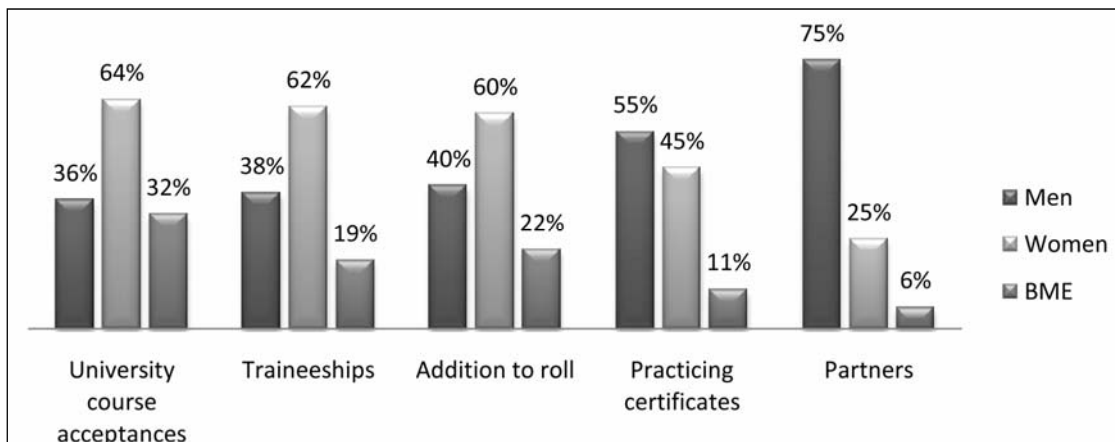 75%
64%
62%
60%
55%
45%
36%
32%
38%
19%
40%
22%
11%
25%
6%
Men
Women
BME
University
course
acceptances
Traineeships
Addition to roll
Practicing
certificates
Partners